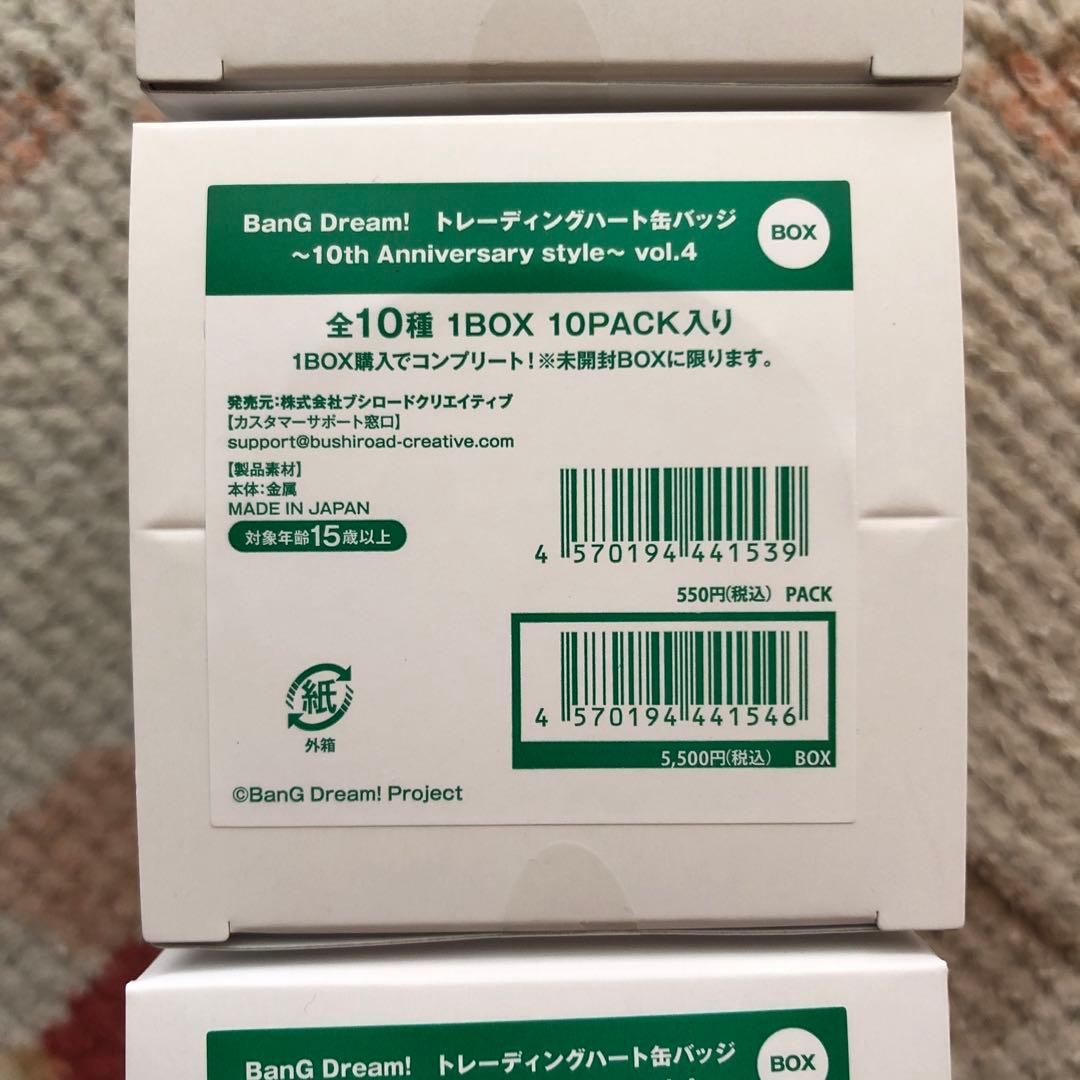 BanG Dream! トレーディングハート缶バッジ
～10th Anniversary style～ vol.4
BOX
全10種 1BOX 10PACK入り
1BOX購入でコンプリート！※未開封BOXに限ります。
発売元：株式会社ブシロードクリエイティブ
【カスタマーサポート窓口】
support@bushiroad-creative.com
【製品素材】
本体：金属
MADE IN JAPAN
対象年齢15歳以上
4 570194 441539
550円(税込) PACK
4 570194 441546
5,500円(税込) BOX
紙
外箱
©BanG Dream! Project
BanG Dream! トレーディングハート缶バッジ
BOX